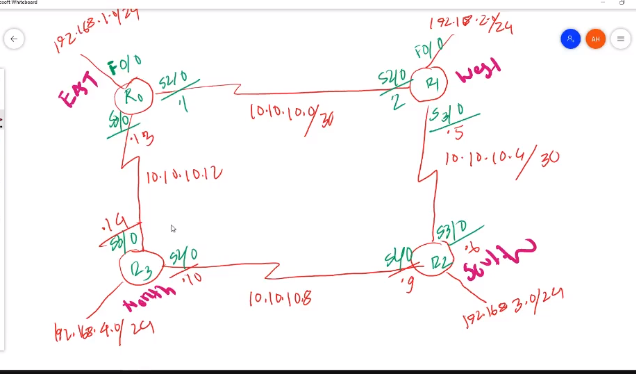 Microsoft Whiteboard
AH
192.168.1.0/24
192.168.2.0/24
F0/0
F0/0
EAST
R0
S2/0
.1
S2/0
2
R1
West
10.10.10.0/30
S3/0
.13
S3/0
.5
10.10.10.12
10.10.10.4/30
.14
S3/0
S3/0
.6
R3
S2/0
.10
S2/0
.9
R2
South
North
10.10.10.8
192.168.4.0/24
192.168.3.0/24